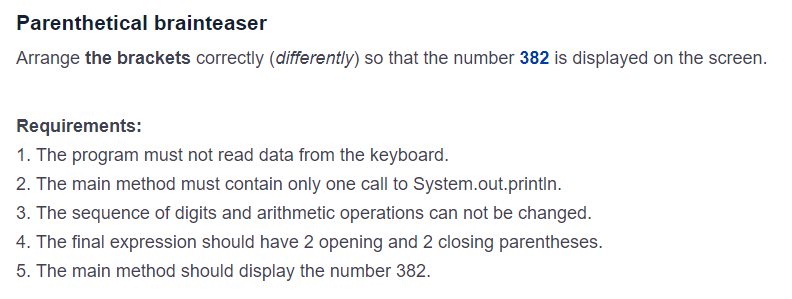 Parenthetical brainteaser
Arrange the brackets correctly (differently) so that the number 382 is displayed on the screen.
Requirements:
1. The program must not read data from the keyboard.
2. The main method must contain only one call to System.out.println.
3. The sequence of digits and arithmetic operations can not be changed.
4. The final expression should have 2 opening and 2 closing parentheses.
5. The main method should display the number 382.